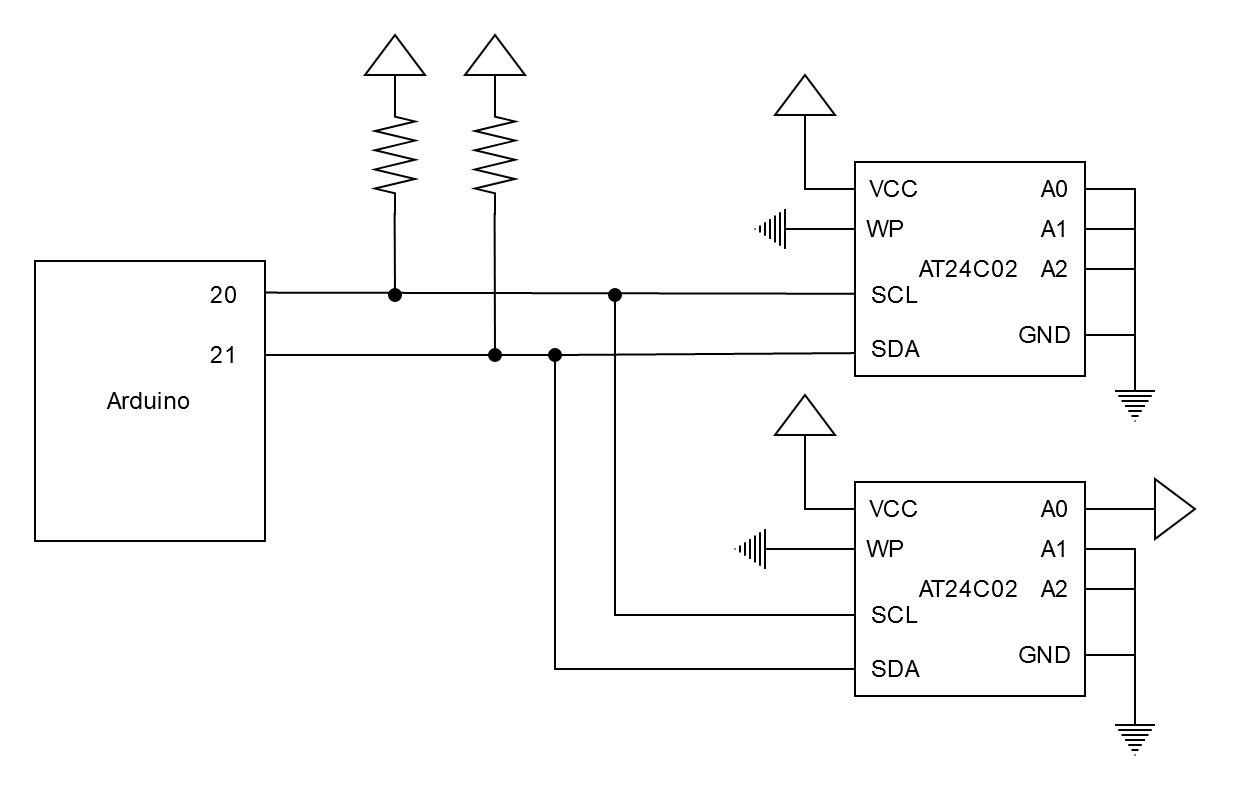 20
21
Arduino
VCC
A0
WP
A1
AT24C02
A2
SCL
GND
SDA
VCC
A0
WP
A1
AT24C02
A2
SCL
GND
SDA